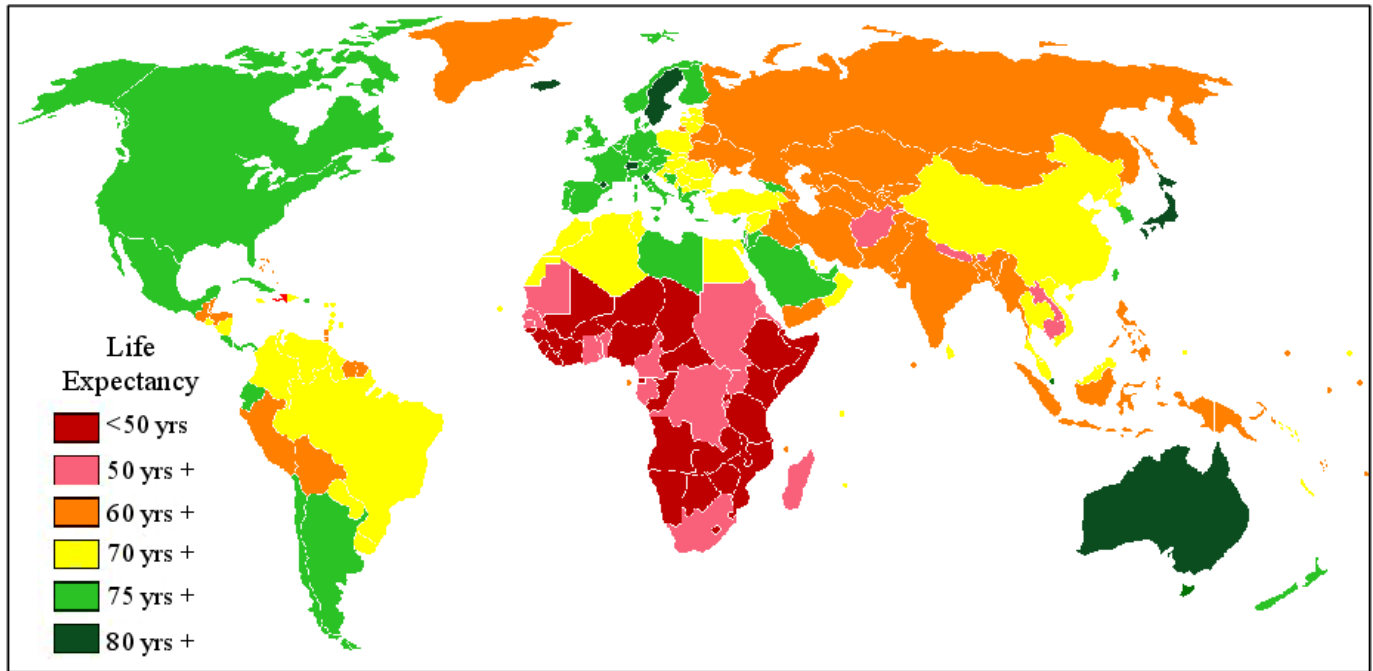 Life
Expectancy
<50 yrs
50 yrs +
60 yrs +
70 yrs +
75 yrs +
80 yrs +